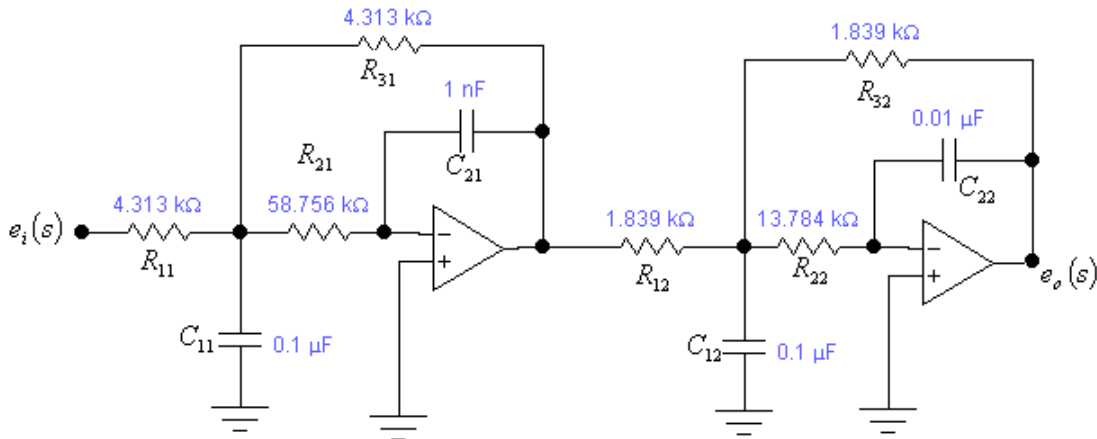 4.313 kΩ
R₃₁
1 nF
C₂₁
R₂₁
4.313 kΩ
58.756 kΩ
eᵢ(s)
R₁₁
−
+
C₁₁
0.1 μF
1.839 kΩ
R₃₂
0.01 μF
C₂₂
1.839 kΩ
13.784 kΩ
R₁₂
R₂₂
−
+
eₒ(s)
C₁₂
0.1 μF